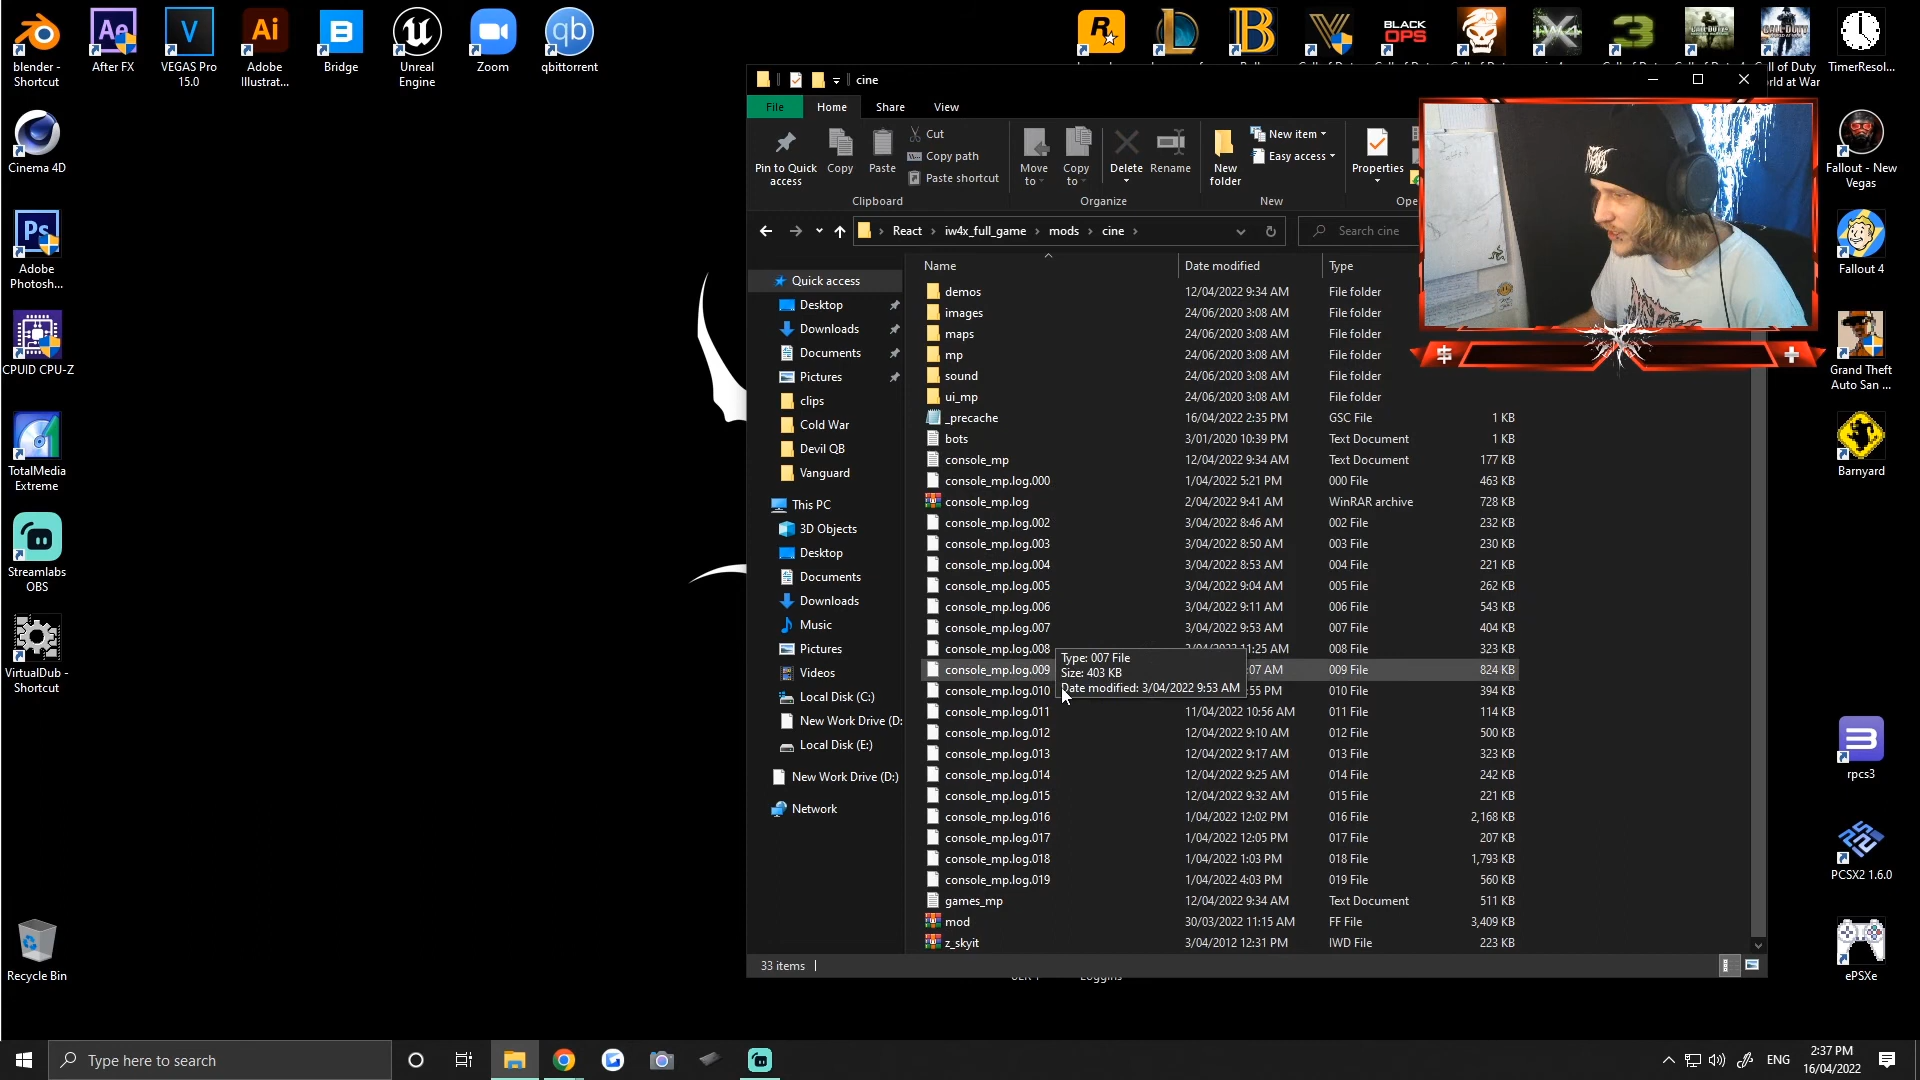 blender -
Shortcut
After FX
VEGAS Pro
15.0
Adobe
Illustrat...
Bridge
Unreal
Engine
Zoom
qbittorrent
BLACK
OPS
Call of Duty
World at War
TimerResol...
Cinema 4D
Adobe
Photosh...
CPUID CPU-Z
TotalMedia
Extreme
Streamlabs
OBS
VirtualDub -
Shortcut
Recycle Bin
Fallout - New
Vegas
Fallout 4
Grand Theft
Auto San ...
Barnyard
rpcs3
PCSX2 1.6.0
ePSXe
cine
File
Home
Share
View
Pin to Quick
access
Copy
Paste
Cut
Copy path
Paste shortcut
Clipboard
Move
to
Copy
to
Delete
Rename
Organize
New
folder
New item
Easy access
New
Properties
React
iw4x_full_game
mods
cine
Search cine
Quick access
Desktop
Downloads
Documents
Pictures
clips
Cold War
Devil QB
Vanguard
This PC
3D Objects
Desktop
Documents
Downloads
Music
Pictures
Videos
Local Disk (C:)
New Work Drive (D:
Local Disk (E:)
New Work Drive (D:)
Network
Name Date modified Type
demos 12/04/2022 9:34 AM File folder
images 24/06/2020 3:08 AM File folder
maps 24/06/2020 3:08 AM File folder
mp 24/06/2020 3:08 AM File folder
sound 24/06/2020 3:08 AM File folder
ui_mp 24/06/2020 3:08 AM File folder
_precache 16/04/2022 2:35 PM GSC File 1 KB
bots 3/01/2020 10:39 PM Text Document 1 KB
console_mp 12/04/2022 9:34 AM Text Document 177 KB
console_mp.log.000 1/04/2022 5:21 PM 000 File 463 KB
console_mp.log 2/04/2022 9:41 AM WinRAR archive 728 KB
console_mp.log.002 3/04/2022 8:46 AM 002 File 232 KB
console_mp.log.003 3/04/2022 8:50 AM 003 File 230 KB
console_mp.log.004 3/04/2022 8:53 AM 004 File 221 KB
console_mp.log.005 3/04/2022 9:04 AM 005 File 262 KB
console_mp.log.006 3/04/2022 9:11 AM 006 File 543 KB
console_mp.log.007 3/04/2022 9:53 AM 007 File 404 KB
console_mp.log.008 11:25 AM 008 File 323 KB
console_mp.log.009 :07 AM 009 File 824 KB
console_mp.log.010 :55 PM 010 File 394 KB
Type: 007 File
Size: 403 KB
Date modified: 3/04/2022 9:53 AM
console_mp.log.011 11/04/2022 10:56 AM 011 File 114 KB
console_mp.log.012 12/04/2022 9:10 AM 012 File 500 KB
console_mp.log.013 12/04/2022 9:17 AM 013 File 323 KB
console_mp.log.014 12/04/2022 9:25 AM 014 File 242 KB
console_mp.log.015 12/04/2022 9:32 AM 015 File 221 KB
console_mp.log.016 1/04/2022 12:02 PM 016 File 2,168 KB
console_mp.log.017 1/04/2022 12:05 PM 017 File 207 KB
console_mp.log.018 1/04/2022 1:03 PM 018 File 1,793 KB
console_mp.log.019 1/04/2022 4:03 PM 019 File 560 KB
games_mp 12/04/2022 9:34 AM Text Document 511 KB
mod 30/03/2022 11:15 AM FF File 3,409 KB
z_skyit 3/04/2012 12:31 PM IWD File 223 KB
33 items
Type here to search
ENG
2:37 PM
16/04/2022